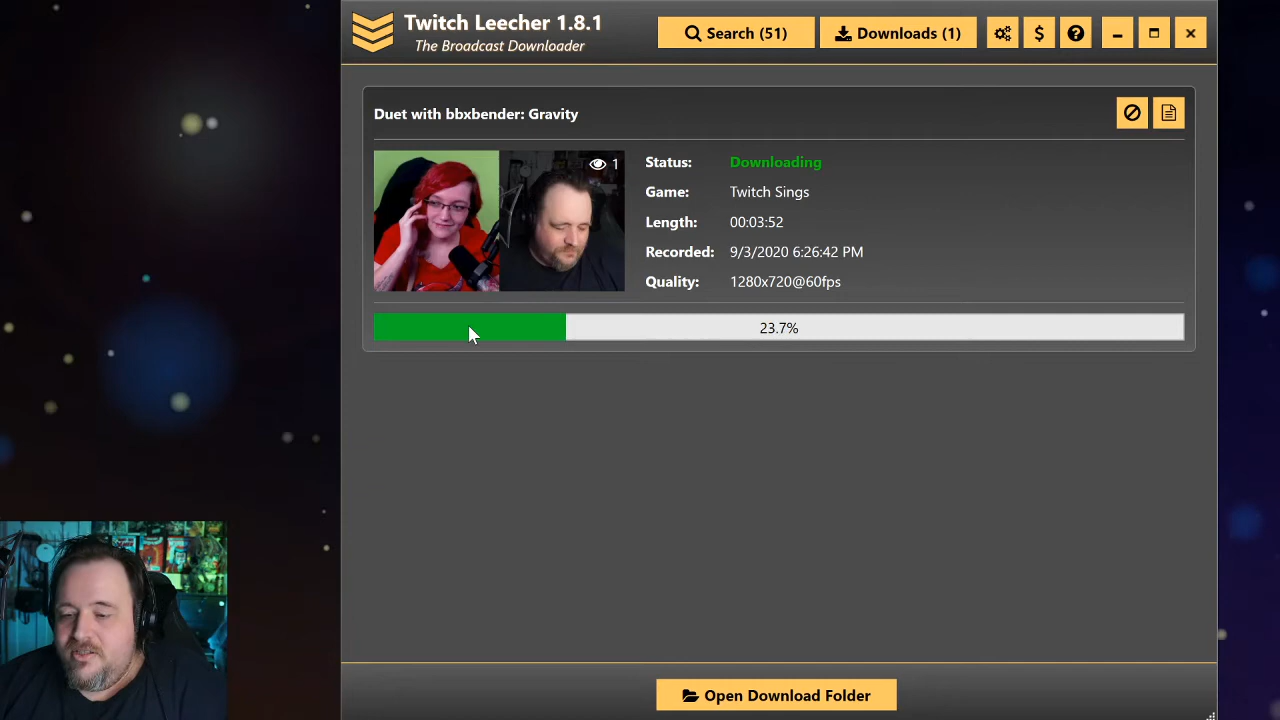 Twitch Leecher 1.8.1
The Broadcast Downloader
Search (51)
Downloads (1)
$
Duet with bbxbender: Gravity
1
Status: Downloading
Game: Twitch Sings
Length: 00:03:52
Recorded: 9/3/2020 6:26:42 PM
Quality: 1280x720@60fps
23.7%
Open Download Folder